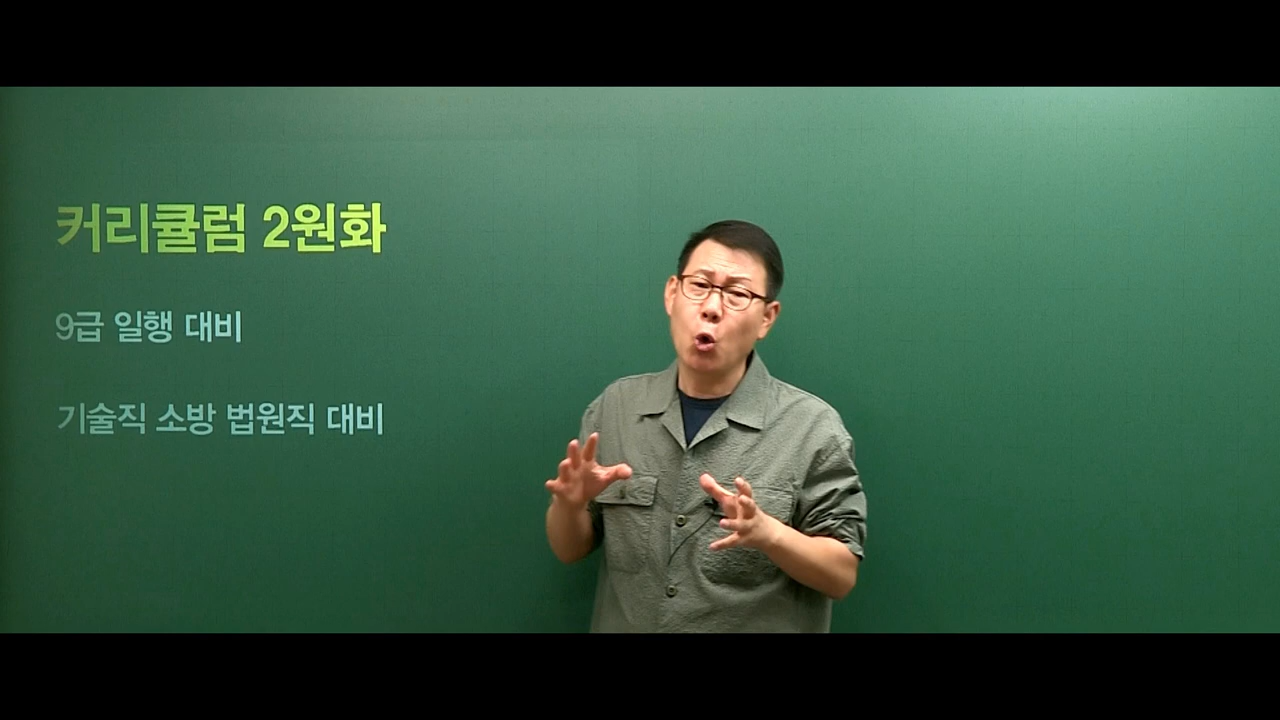 커리큘럼 2원화
9급 일행 대비
기술직 소방 법원직 대비